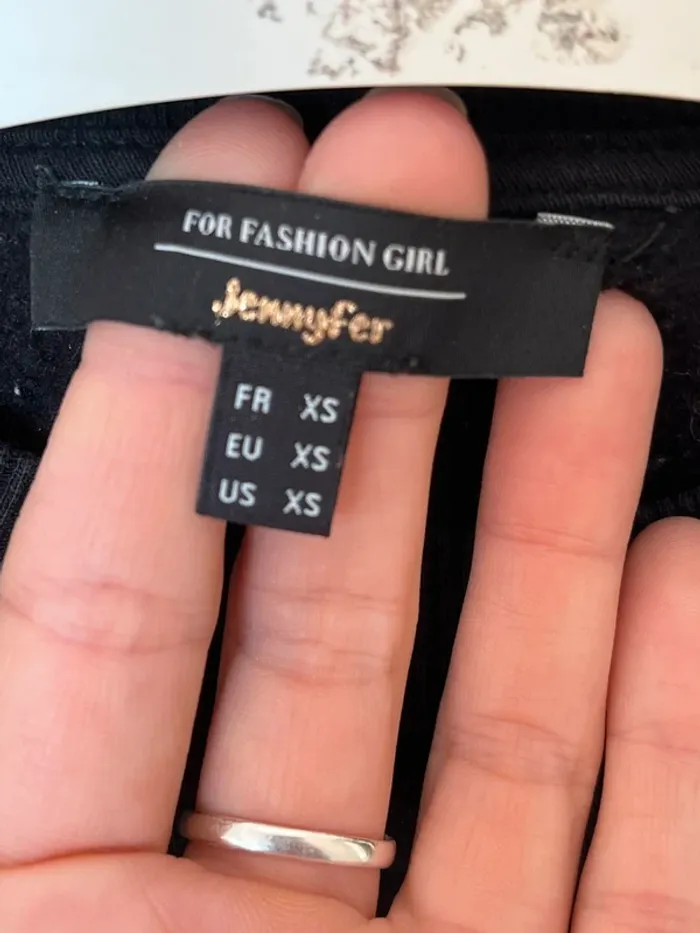 FOR FASHION GIRL
Jennyfer
FR XS
EU XS
US XS